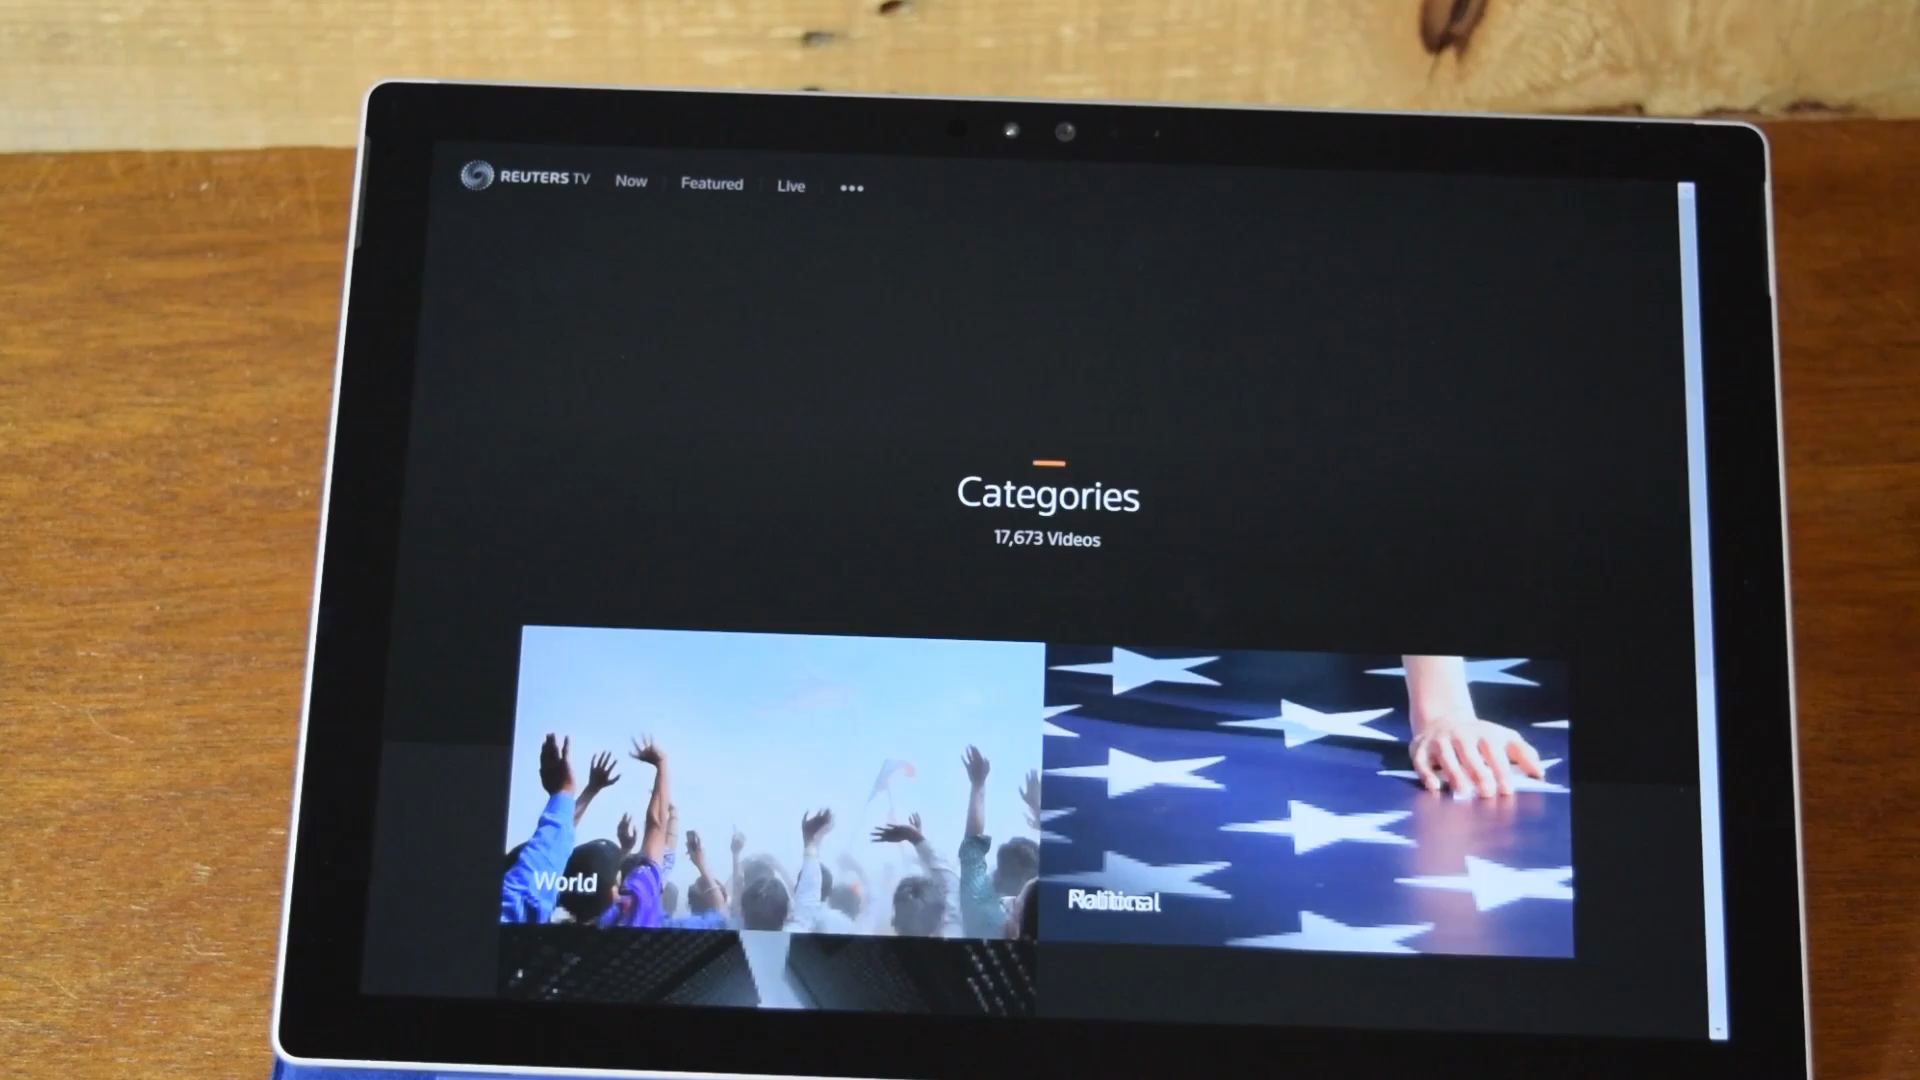 REUTERS TV Now Featured Live •••
Categories
17,673 Videos
World